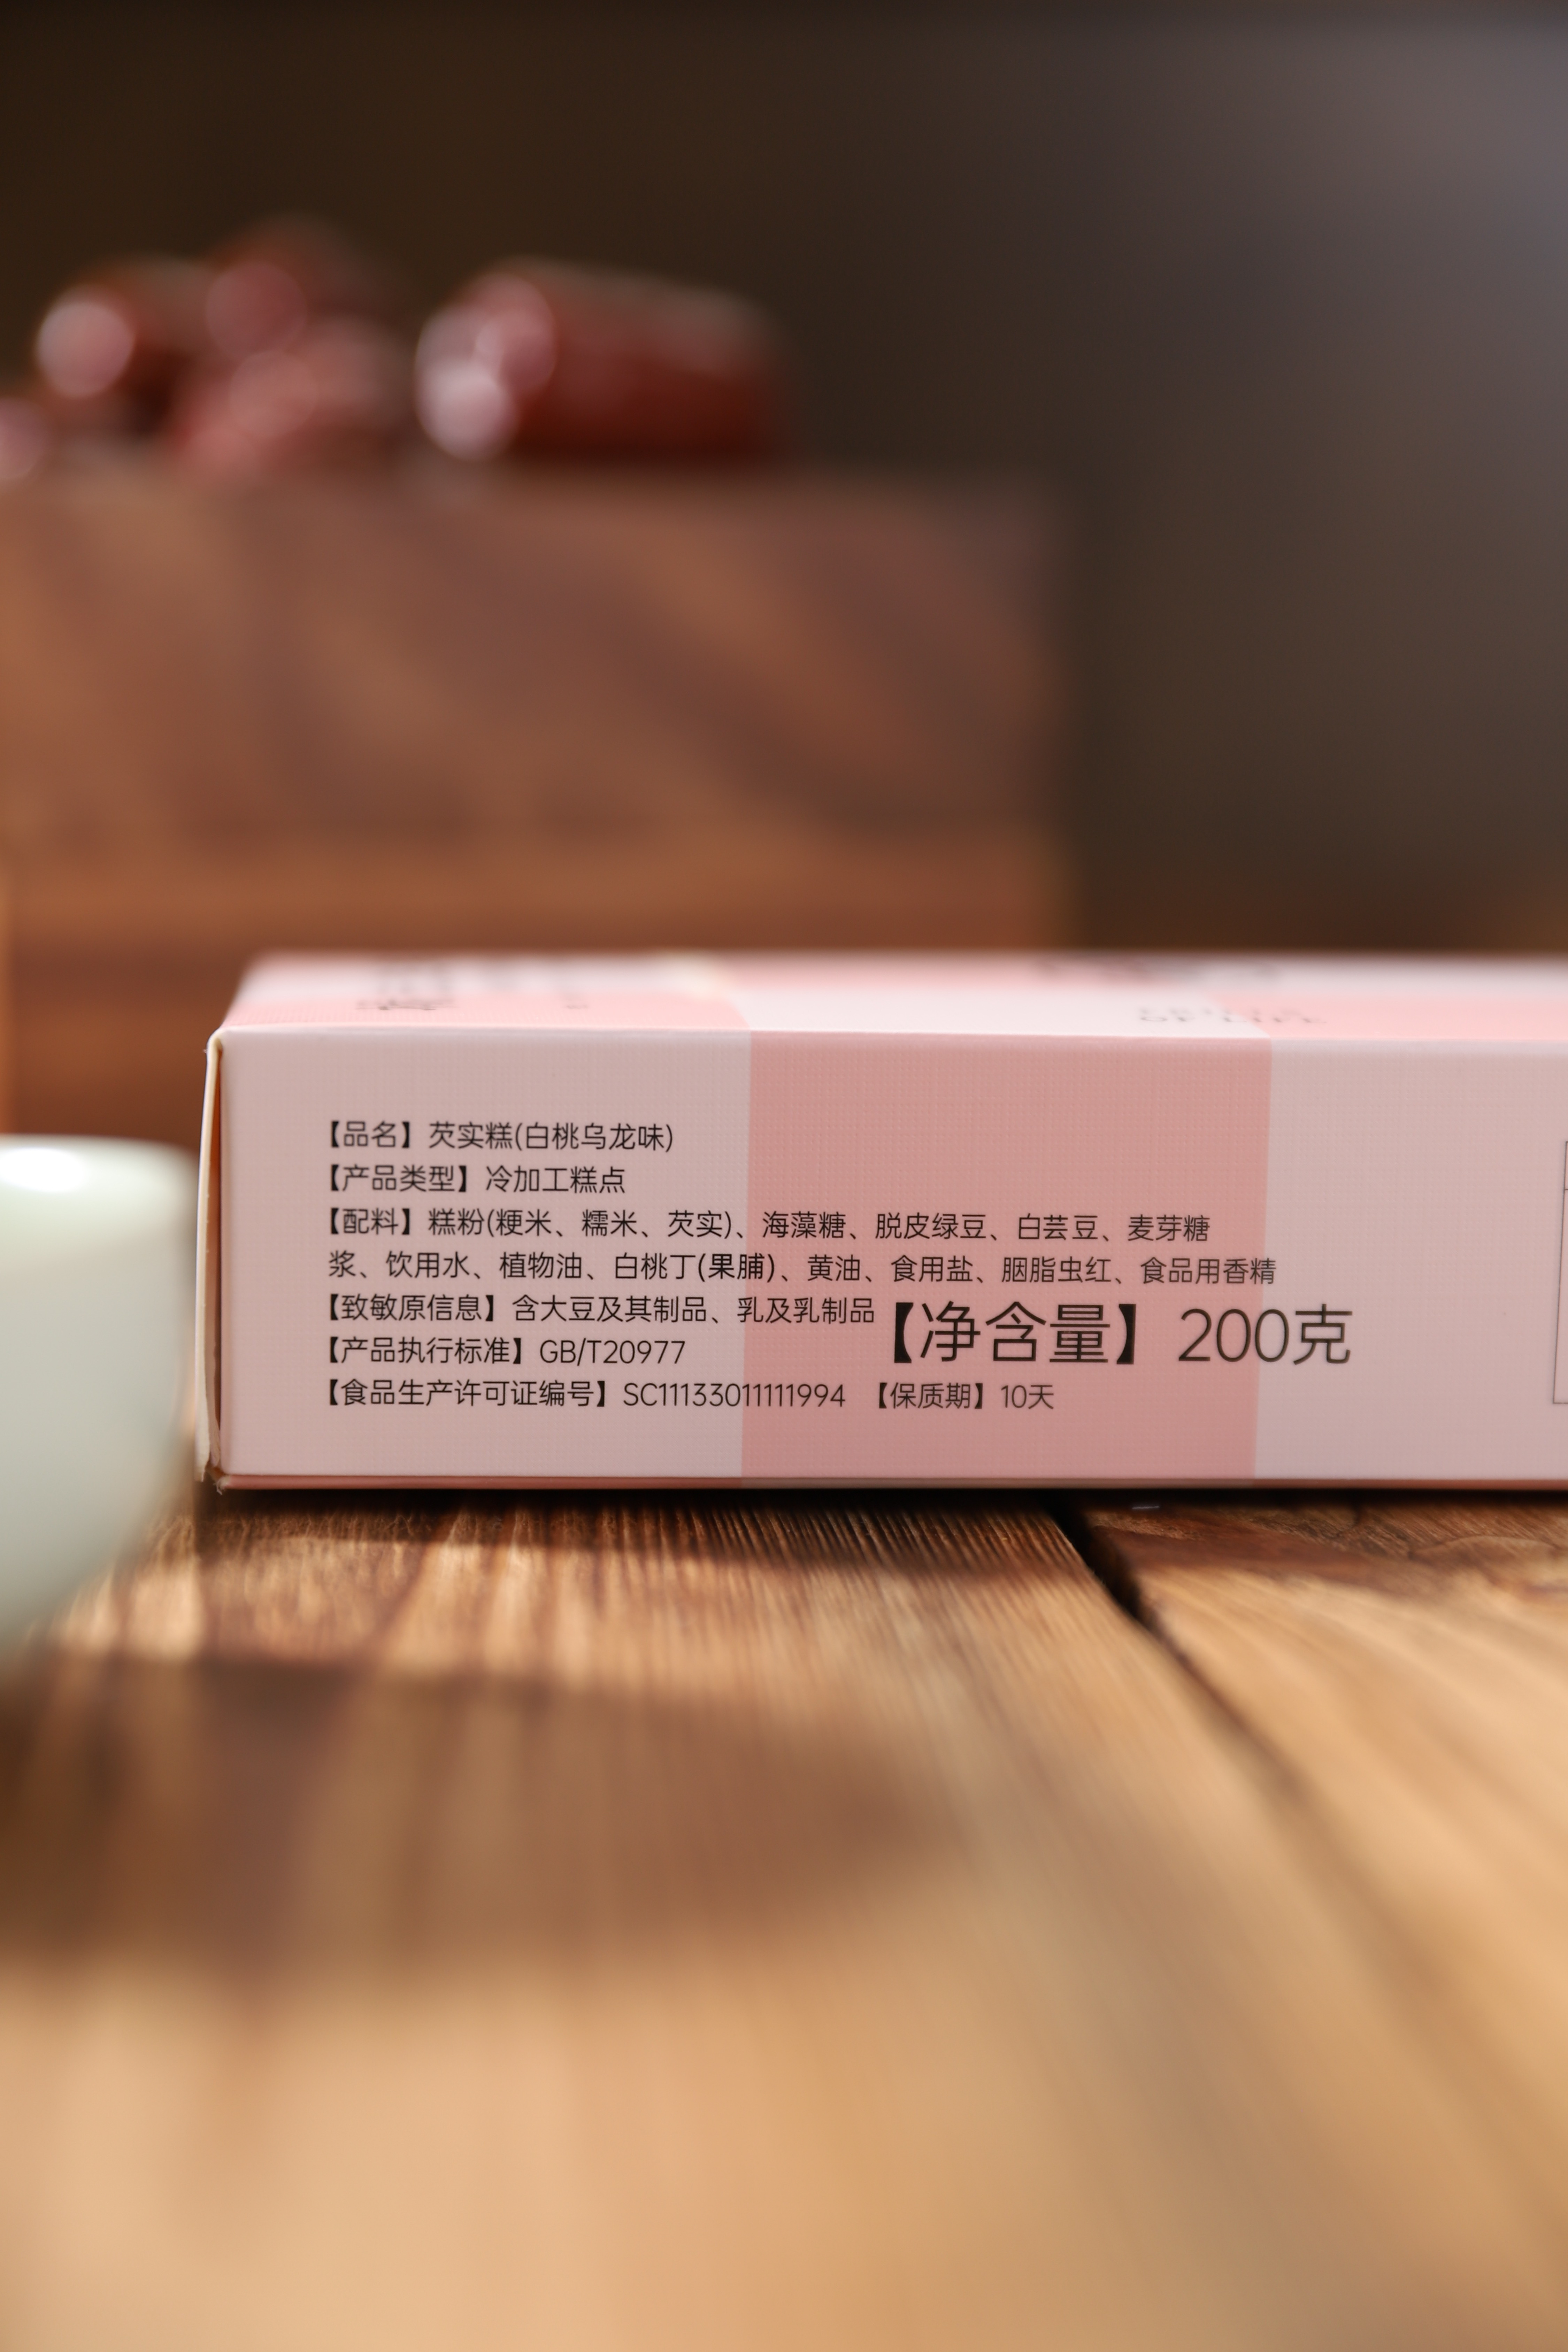 【品名】芡实糕(白桃乌龙味)
【产品类型】冷加工糕点
【配料】糕粉(粳米、糯米、芡实)、海藻糖、脱皮绿豆、白芸豆、麦芽糖
浆、饮用水、植物油、白桃丁(果脯)、黄油、食用盐、胭脂虫红、食品用香精
【致敏原信息】含大豆及其制品、乳及乳制品
【净含量】200克
【产品执行标准】GB/T20977
【食品生产许可证编号】SC11133011111994 【保质期】10天